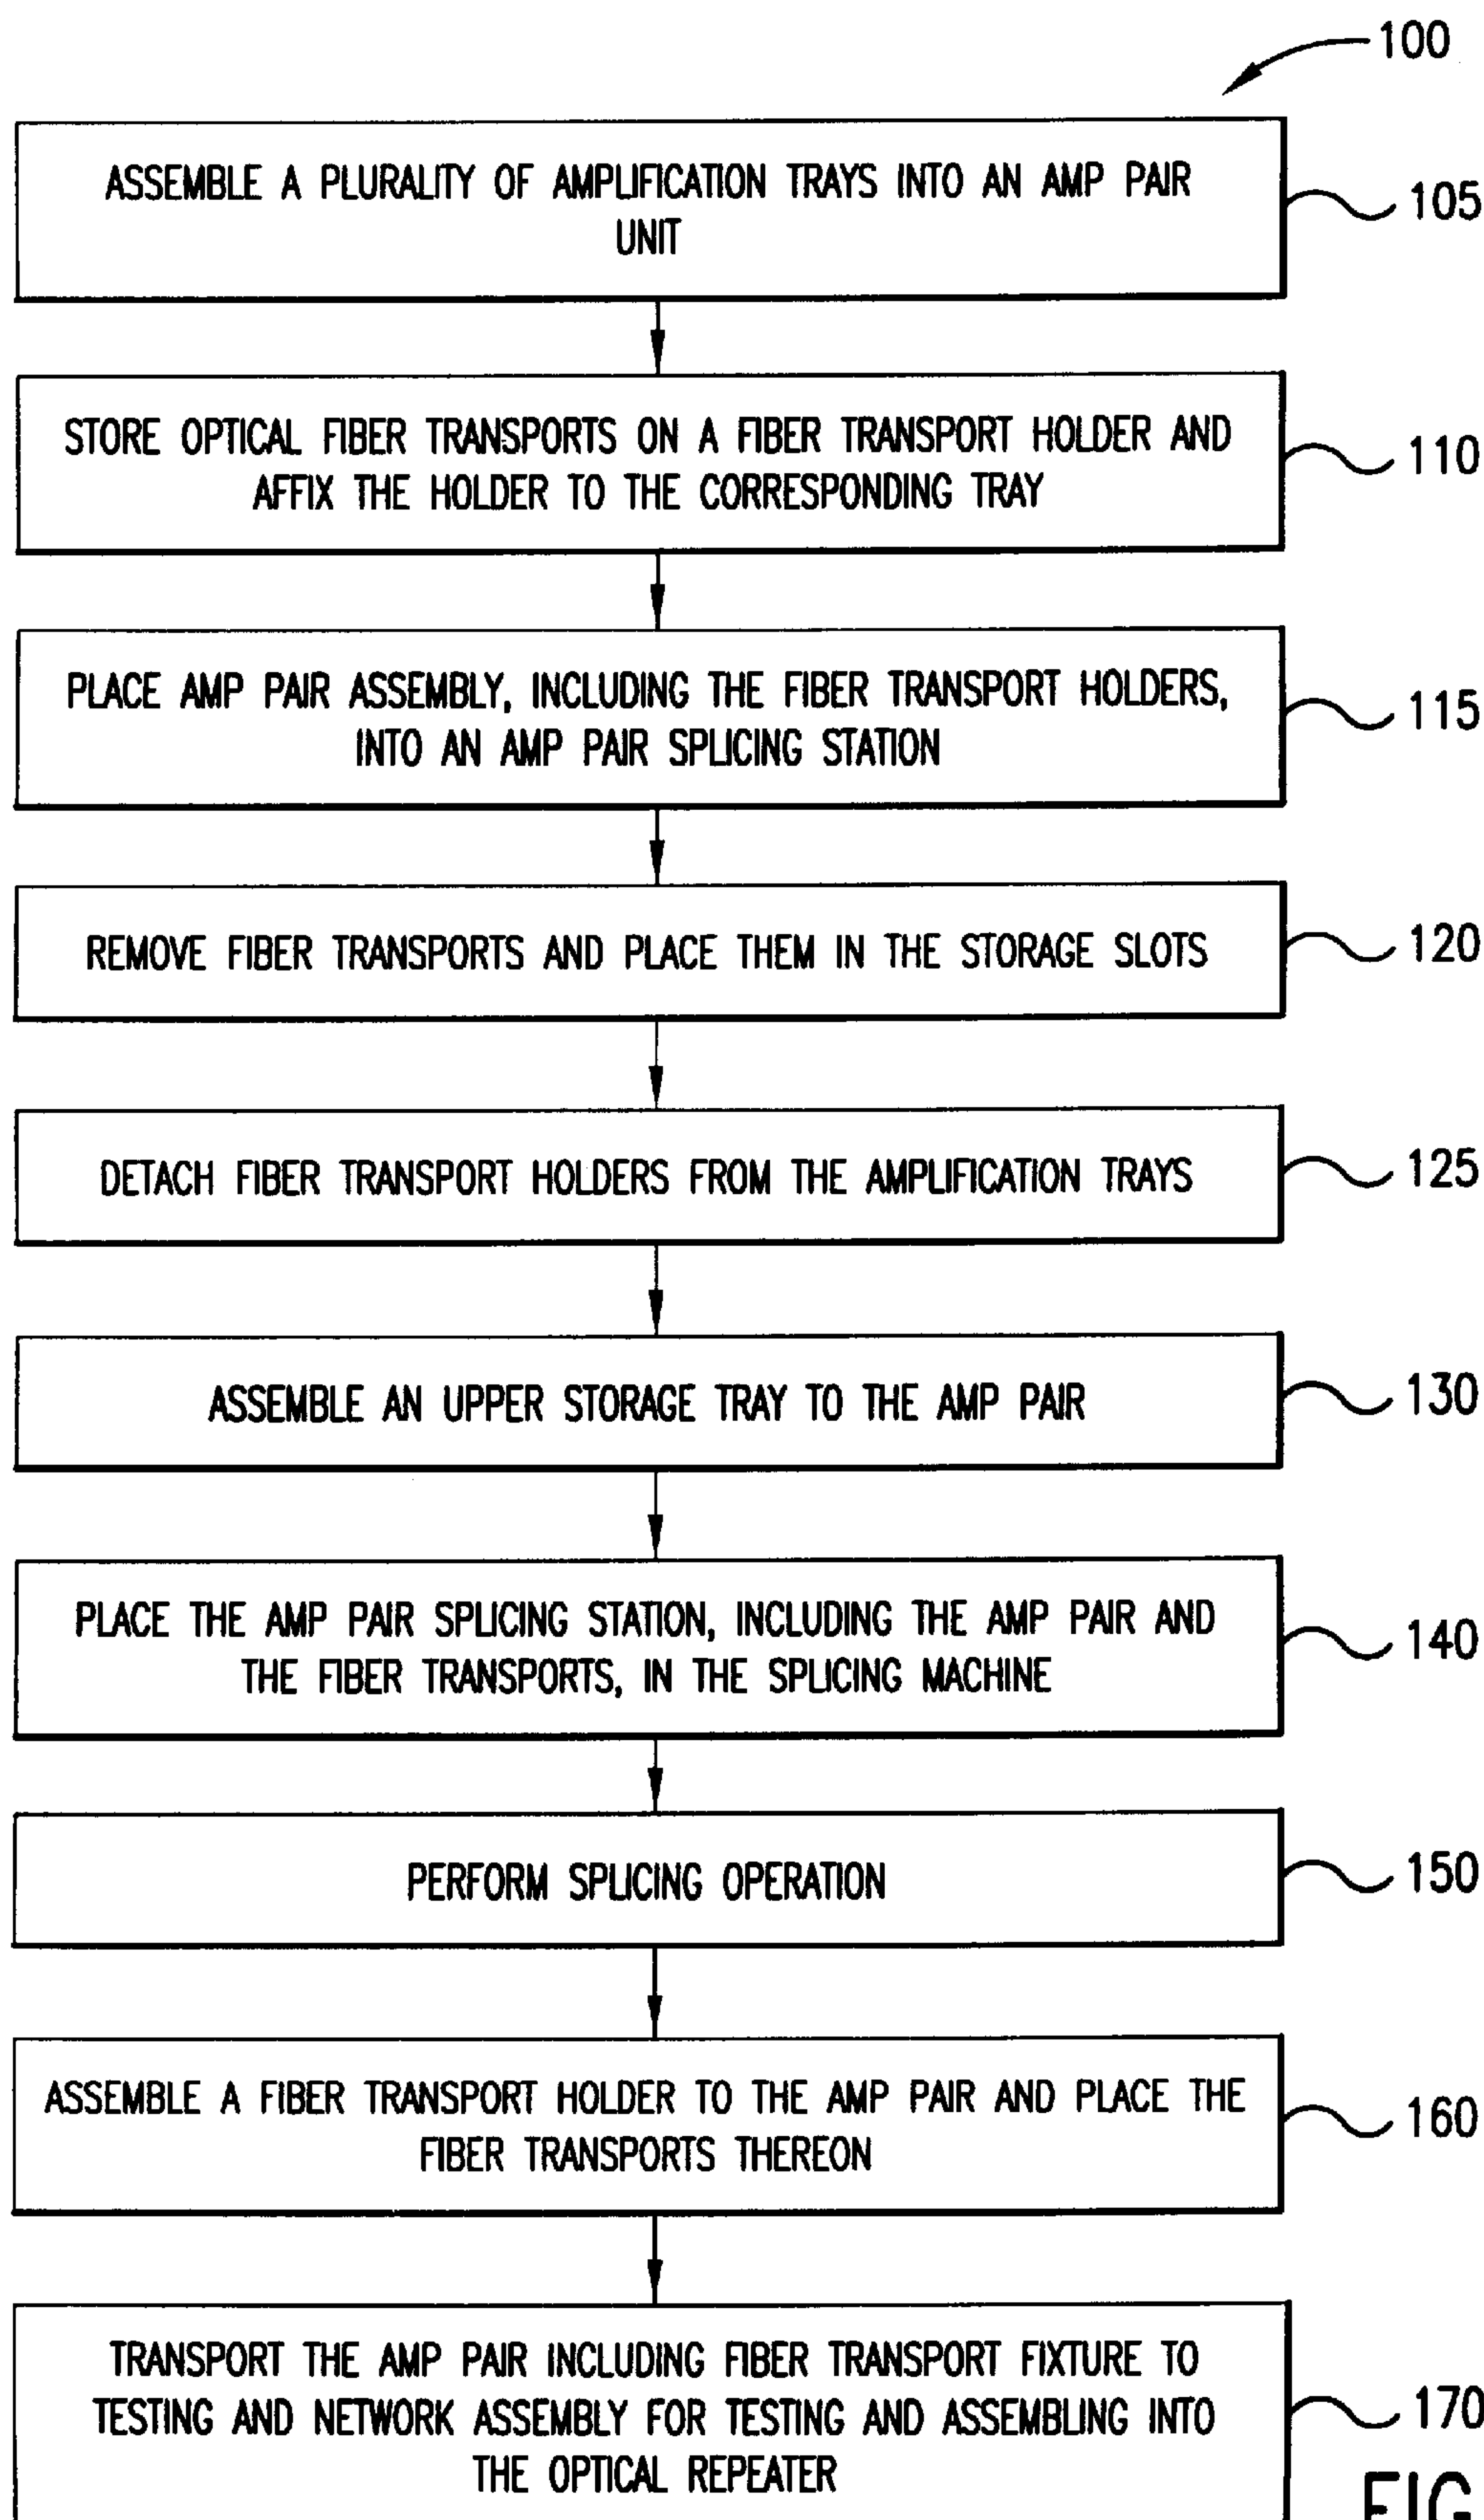 100
ASSEMBLE A PLURALITY OF AMPLIFICATION TRAYS INTO AN AMP PAIR
UNIT
105
STORE OPTICAL FIBER TRANSPORTS ON A FIBER TRANSPORT HOLDER AND
AFFIX THE HOLDER TO THE CORRESPONDING TRAY
110
PLACE AMP PAIR ASSEMBLY, INCLUDING THE FIBER TRANSPORT HOLDERS,
INTO AN AMP PAIR SPLICING STATION
115
REMOVE FIBER TRANSPORTS AND PLACE THEM IN THE STORAGE SLOTS
120
DETACH FIBER TRANSPORT HOLDERS FROM THE AMPLIFICATION TRAYS
125
ASSEMBLE AN UPPER STORAGE TRAY TO THE AMP PAIR
130
PLACE THE AMP PAIR SPLICING STATION, INCLUDING THE AMP PAIR AND
THE FIBER TRANSPORTS, IN THE SPLICING MACHINE
140
PERFORM SPLICING OPERATION
150
ASSEMBLE A FIBER TRANSPORT HOLDER TO THE AMP PAIR AND PLACE THE
FIBER TRANSPORTS THEREON
160
TRANSPORT THE AMP PAIR INCLUDING FIBER TRANSPORT FIXTURE TO
TESTING AND NETWORK ASSEMBLY FOR TESTING AND ASSEMBLING INTO
THE OPTICAL REPEATER
170
FIG